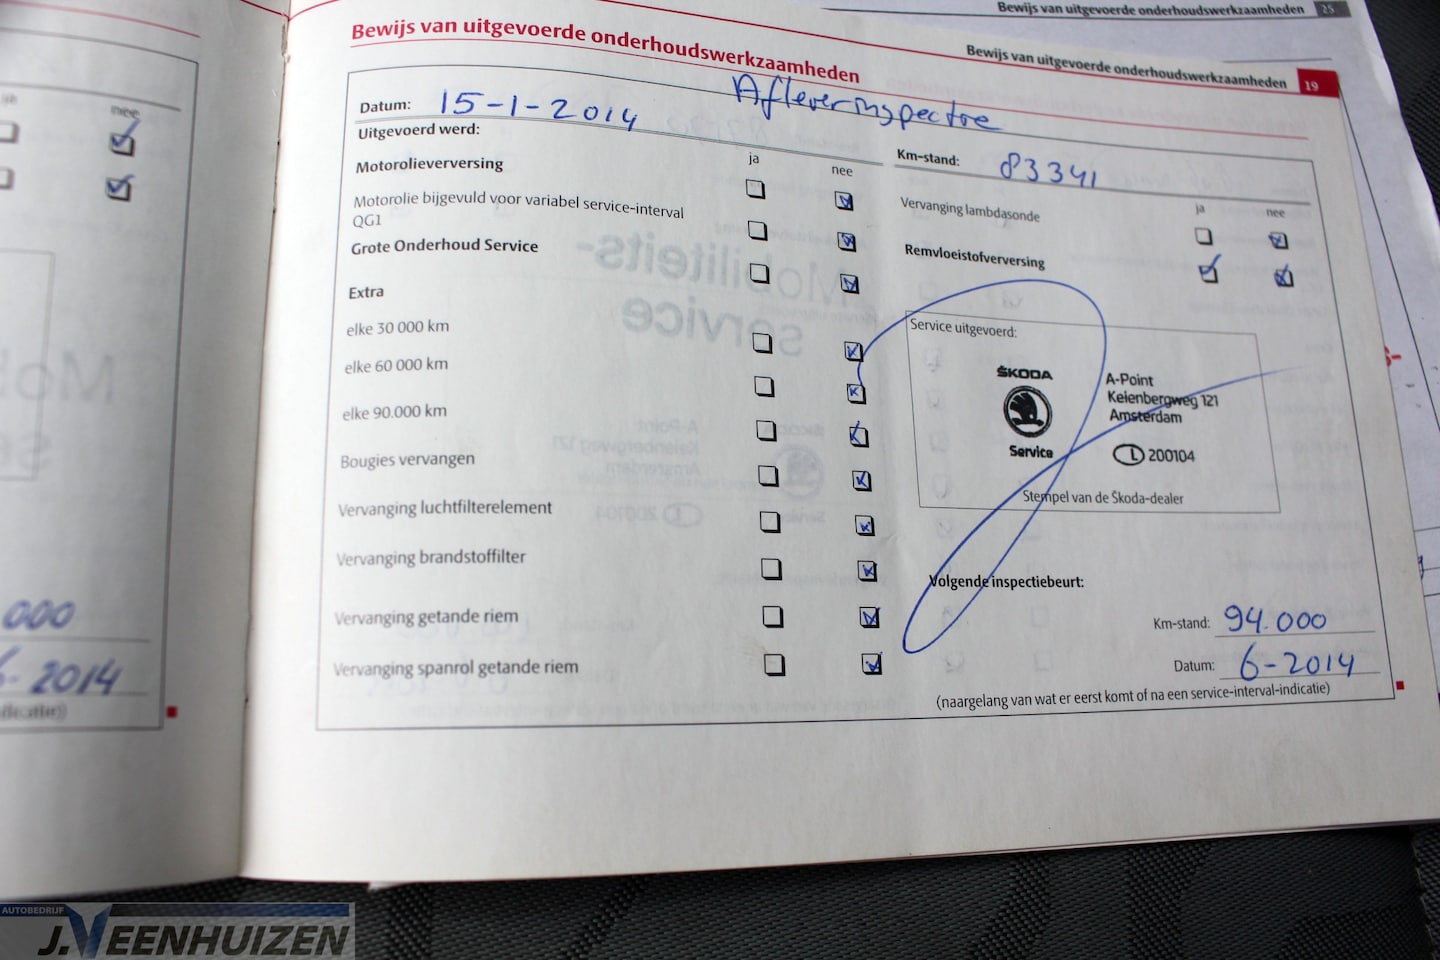 Bewijs van uitgevoerde onderhoudswerkzaamheden 25
Bewijs van uitgevoerde onderhoudswerkzaamheden 19
Bewijs van uitgevoerde onderhoudswerkzaamheden
Datum: 15-1-2014
Uitgevoerd werd:
ja nee
Motorolieverversing
Motorolie bijgevuld voor variabel service-interval
QG1
Grote Onderhoud Service
Extra
elke 30 000 km
elke 60 000 km
elke 90.000 km
Bougies vervangen
Vervanging luchtfilterelement
Vervanging brandstoffilter
Vervanging getande riem
Vervanging spanrol getande riem
Km-stand: 83341
ja nee
Vervanging lambdasonde
Remvloeistofverversing
Service uitgevoerd:
ŠKODA
Service
A-Point
Kelenbergweg 121
Amsterdam
L 200104
Stempel van de Škoda-dealer
Volgende inspectiebeurt:
Km-stand: 94.000
Datum: 6-2014
(naargelang van wat er eerst komt of na een service-interval-indicatie)
nee
000
2014
AUTOBEDRIJF
J.VEENHUIZEN